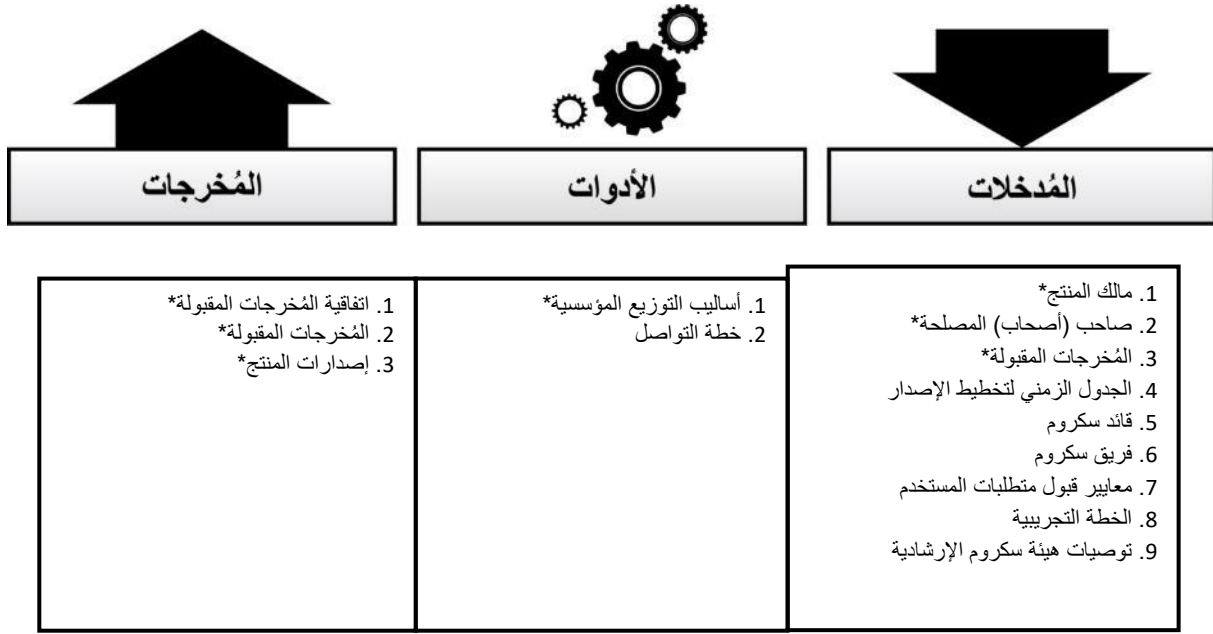 المُدخلات
الأدوات
المُخرجات
1. مالك المنتج*
2. صاحب (أصحاب) المصلحة*
3. المُخرجات المقبولة*
4. الجدول الزمني لتخطيط الإصدار
5. قائد سكروم
6. فريق سكروم
7. معايير قبول متطلبات المستخدم
8. الخطة التجريبية
9. توصيات هيئة سكروم الإرشادية
1. أساليب التوزيع المؤسسية*
2. خطة التواصل
1. اتفاقية المُخرجات المقبولة*
2. المُخرجات المقبولة*
3. إصدارات المنتج*